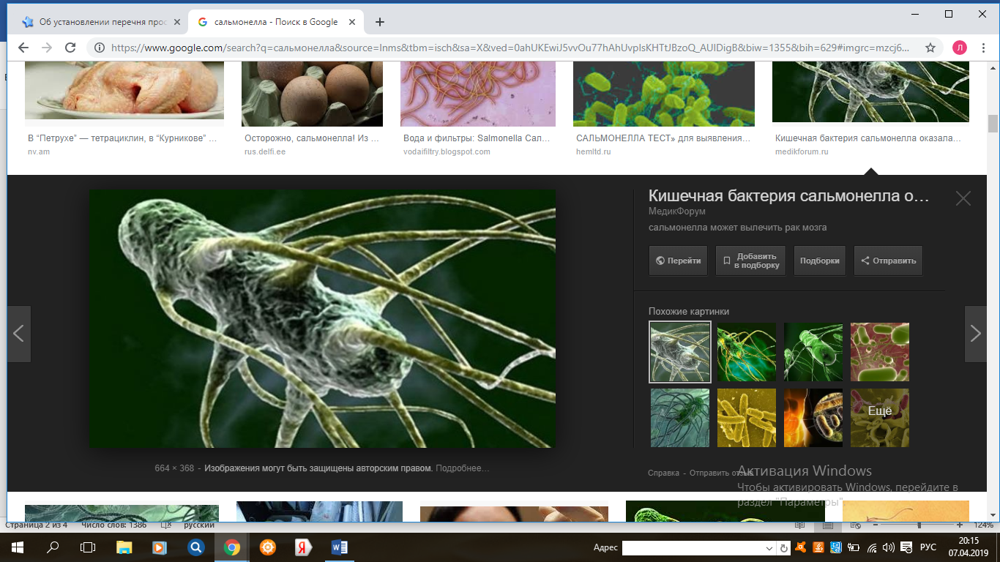 Об установлении перечня прос
сальмонелла - Поиск в Google
https://www.google.com/search?q=сальмонелла&source=lnms&tbm=isch&sa=X&ved=0ahUKEwiJ5vvOu77hAhUvplsKHTtJBzoQ_AUIDigB&biw=1355&bih=629#imgrc=mzcj6...
Л
В “Петрухе” — тетрациклин, в “Курникове” ...
nv.am
Осторожно, сальмонелла! Из ...
rus.delfi.ee
Вода и фильтры: Salmonella Сал...
vodaifiltry.blogspot.com
САЛЬМОНЕЛЛА ТЕСТ» для выявления...
hemltd.ru
Кишечная бактерия сальмонелла оказала...
medikforum.ru
Кишечная бактерия сальмонелла о...
МедикФорум
сальмонелла может вылечить рак мозга
Перейти
Добавить
в подборку
Подборки
Отправить
Похожие картинки
Ещё
664 × 368 - Изображения могут быть защищены авторским правом. Подробнее...
Справка - Отправить отзыв
Активация Windows
Чтобы активировать Windows, перейдите в
раздел "Параметры".
Страница 2 из 4
Число слов: 1386
русский
124%
Адрес
РУС
20:15
07.04.2019